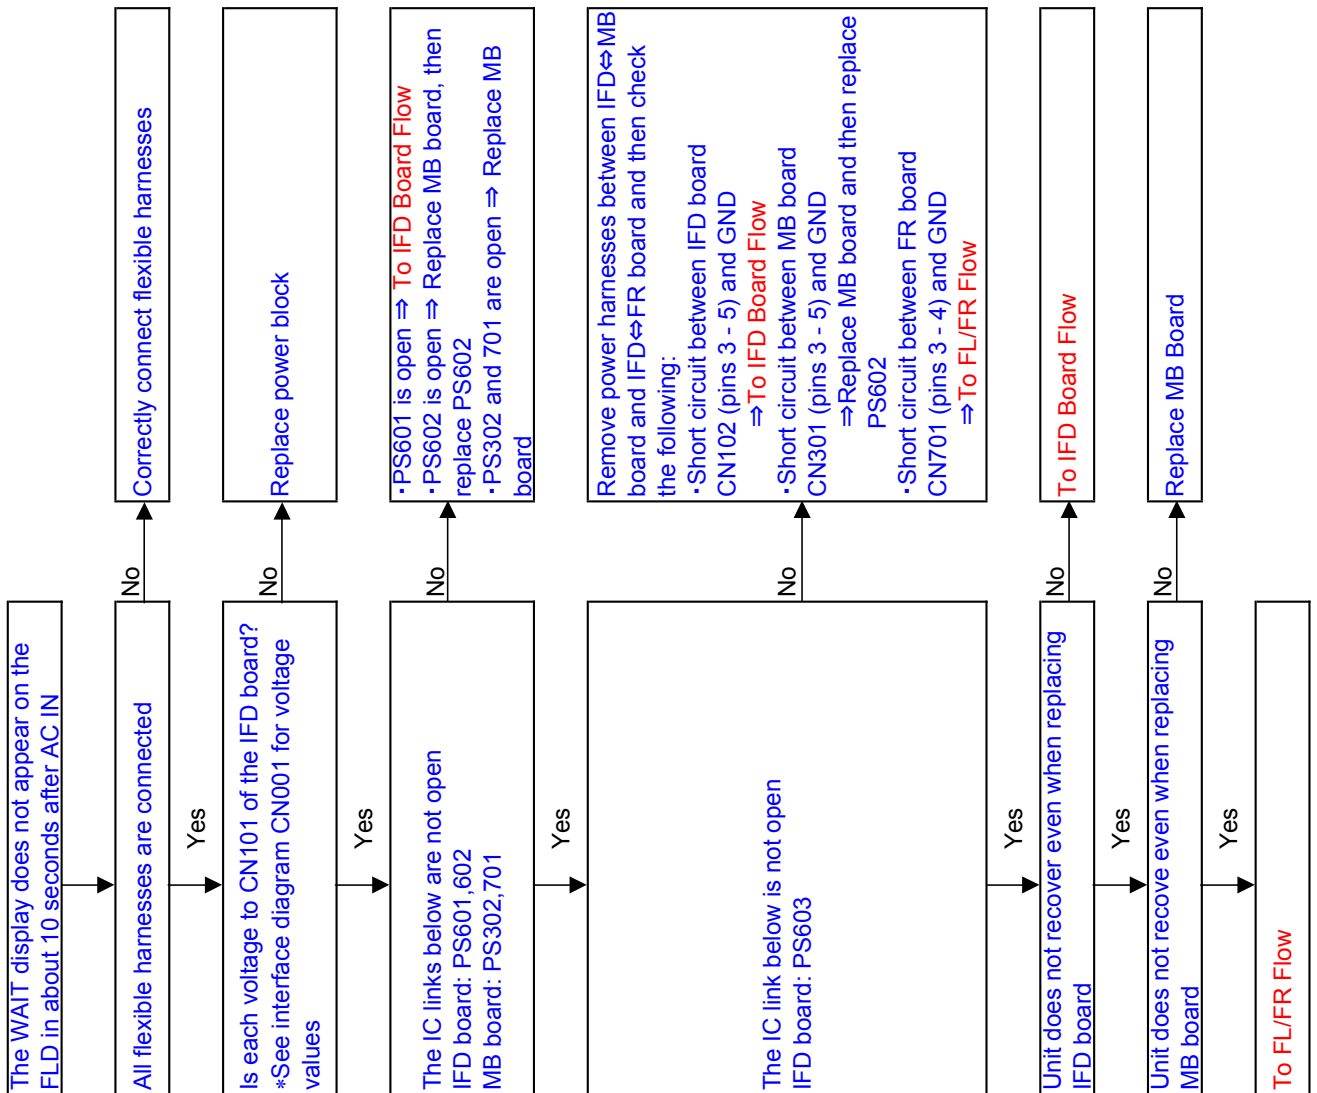 The WAIT display does not appear on the
FLD in about 10 seconds after AC IN
All flexible harnesses are connected
No
Correctly connect flexible harnesses
Yes
Is each voltage to CN101 of the IFD board?
*See interface diagram CN001 for voltage
values
No
Replace power block
Yes
The IC links below are not open
IFD board: PS601,602
MB board: PS302,701
No
・PS601 is open ⇒ To IFD Board Flow
・PS602 is open ⇒ Replace MB board, then
replace PS602
・PS302 and 701 are open ⇒ Replace MB
board
Yes
The IC link below is not open
IFD board: PS603
No
Remove power harnesses between IFD⇔MB
board and IFD⇔FR board and then check
the following:
・Short circuit between IFD board
CN102 (pins 3 - 5) and GND
⇒To IFD Board Flow
・Short circuit between MB board
CN301 (pins 3 - 5) and GND
⇒Replace MB board and then replace
PS602
・Short circuit between FR board
CN701 (pins 3 - 4) and GND
⇒To FL/FR Flow
Yes
Unit does not recover even when replacing
IFD board
No
To IFD Board Flow
Yes
Unit does not recove even when replacing
MB board
No
Replace MB Board
Yes
To FL/FR Flow